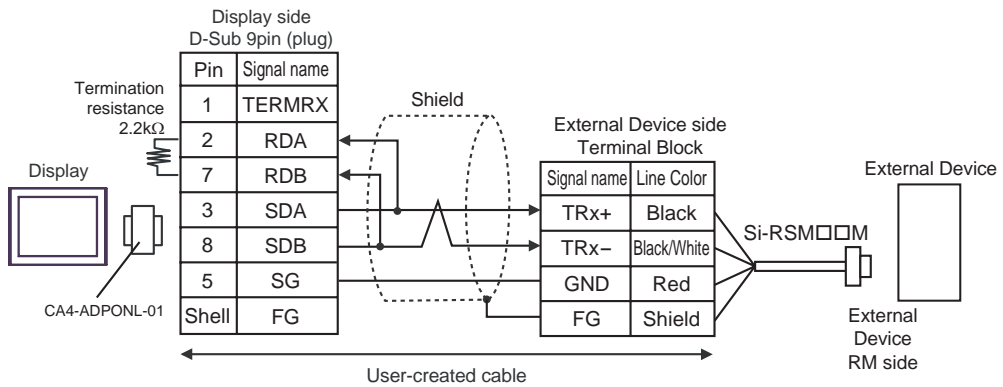 Display side
D-Sub 9pin (plug)
Pin Signal name
1 TERMRX
2 RDA
7 RDB
3 SDA
8 SDB
5 SG
Shell FG
Termination
resistance
2.2kΩ
Display
CA4-ADPONL-01
Shield
External Device side
Terminal Block
Signal name Line Color
TRx+ Black
TRx− Black/White
GND Red
FG Shield
Si-RSM□□M
External Device
External
Device
RM side
User-created cable